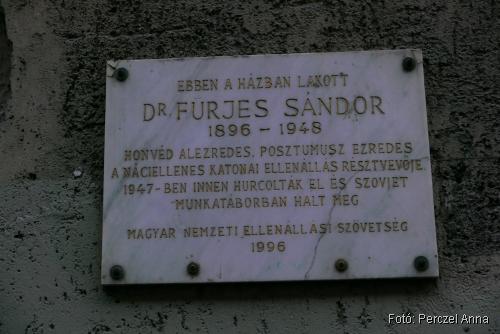 EBBEN A HÁZBAN LAKOTT
DR. FÜRJES SÁNDOR
1896 - 1948
HONVÉD ALEZREDES, POSZTUMUSZ EZREDES
A NÁCIELLENES KATONAI ELLENÁLLÁS RÉSZTVEVŐJE.
1947-BEN INNEN HURCOLTÁK EL ÉS SZOVJET
MUNKATÁBORBAN HALT MEG
MAGYAR NEMZETI ELLENÁLLÁSI SZÖVETSÉG
1996
Fotó: Perczel Anna